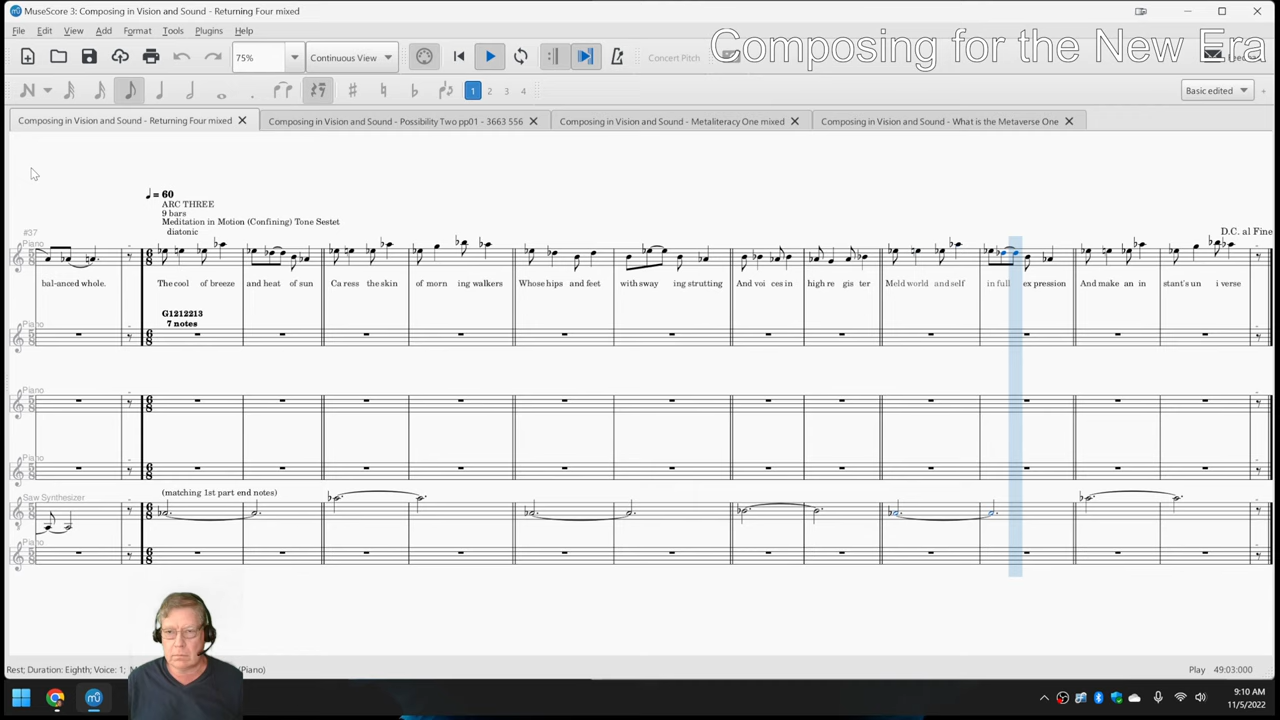 MuseScore 3: Composing in Vision and Sound - Returning Four mixed
File Edit View Add Format Tools Plugins Help
Composing for the New Era
75% Continuous View Concert Pitch
1 2 3 4 Basic edited
Composing in Vision and Sound - Returning Four mixed Composing in Vision and Sound - Possibility Two pp01 - 3663 556 Composing in Vision and Sound - Metaliteracy One mixed Composing in Vision and Sound - What is the Metaverse One
= 60
ARC THREE
9 bars
Meditation in Motion (Confining) Tone Sestet
diatonic
#37
D.C. al Fine
Piano
bal-anced whole. The cool of breeze and heat of sun Ca ress the skin of morn ing walkers Whose hips and feet with sway ing strutting And voi ces in high re gis ter Meld world and self in full ex pression And make an in stant's un i verse
G1212213
7 notes
Piano
Piano
Piano
(matching 1st part end notes)
Saw Synthesizer
Piano
Rest; Duration: Eighth; Voice: 1; (Piano)
Play 49:03:000
9:10 AM
11/5/2022